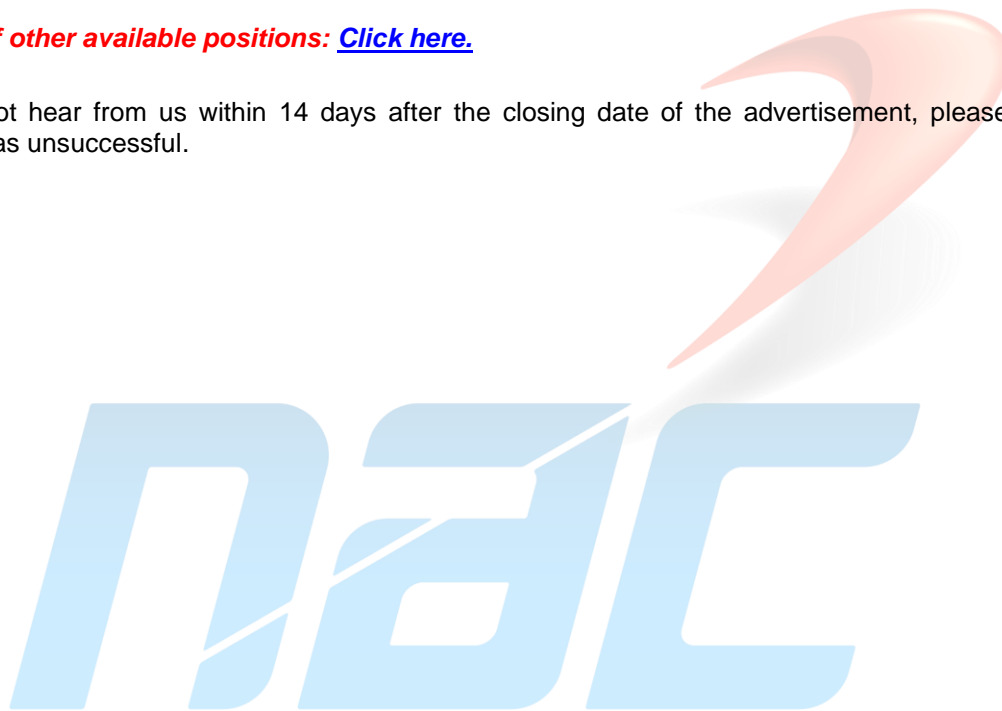 f other available positions: Click here.
ot hear from us within 14 days after the closing date of the advertisement, please
as unsuccessful.
nac